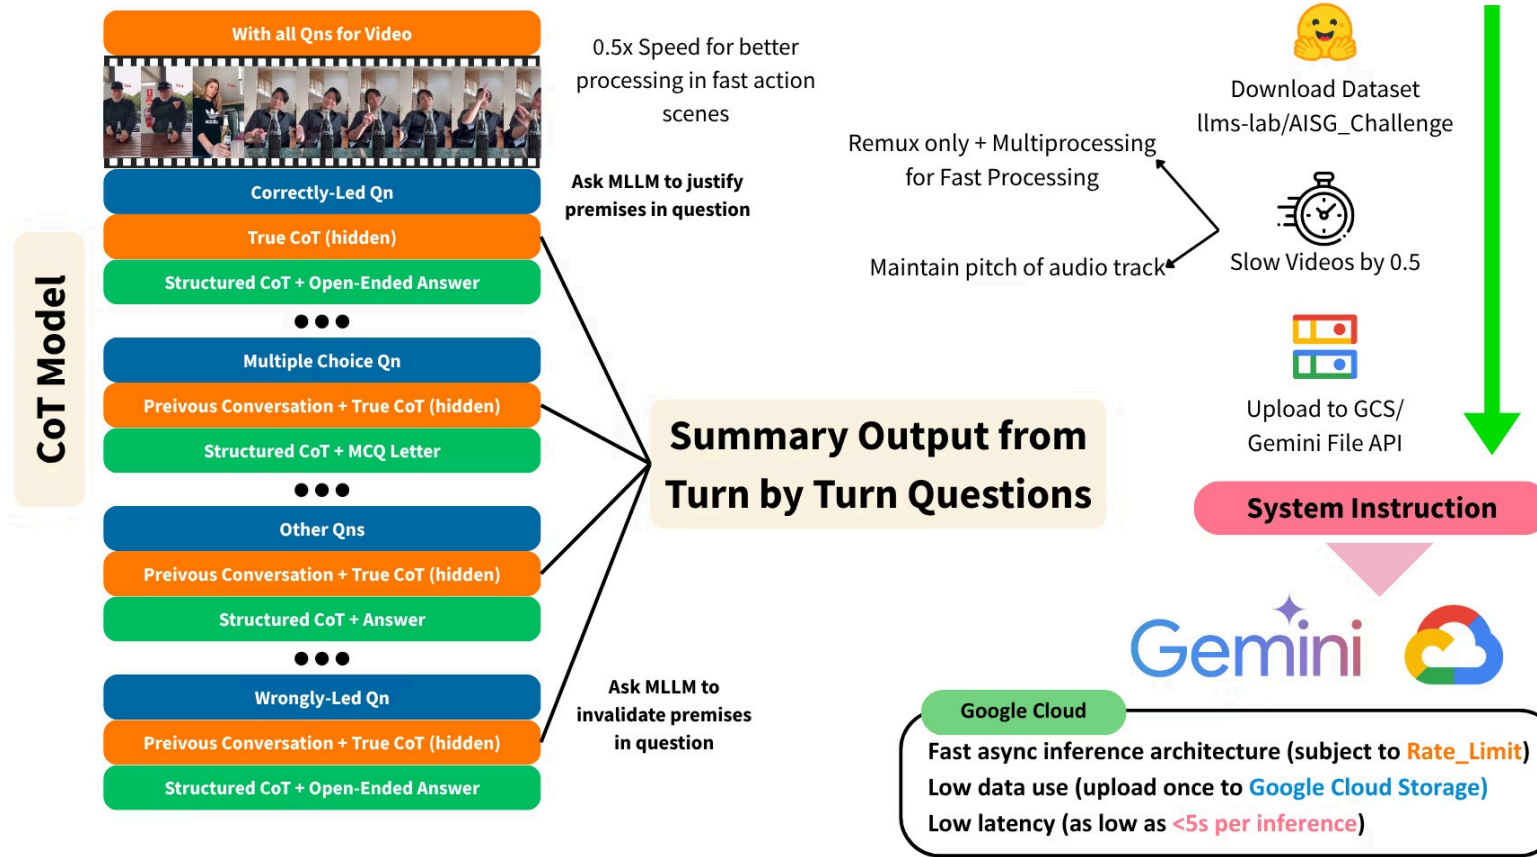 With all Qns for Video
0.5x Speed for better
processing in fast action
scenes
Correctly-Led Qn
Ask MLLM to justify
premises in question
True CoT (hidden)
Structured CoT + Open-Ended Answer
Multiple Choice Qn
Preivous Conversation + True CoT (hidden)
Structured CoT + MCQ Letter
Other Qns
Preivous Conversation + True CoT (hidden)
Structured CoT + Answer
Wrongly-Led Qn
Preivous Conversation + True CoT (hidden)
Structured CoT + Open-Ended Answer
Ask MLLM to
invalidate premises
in question
CoT Model
Summary Output from
Turn by Turn Questions
Download Dataset
llms-lab/AISG_Challenge
Remux only + Multiprocessing
for Fast Processing
Maintain pitch of audio track
Slow Videos by 0.5
Upload to GCS/
Gemini File API
System Instruction
Gemini
Google Cloud
Fast async inference architecture (subject to Rate_Limit)
Low data use (upload once to Google Cloud Storage)
Low latency (as low as <5s per inference)